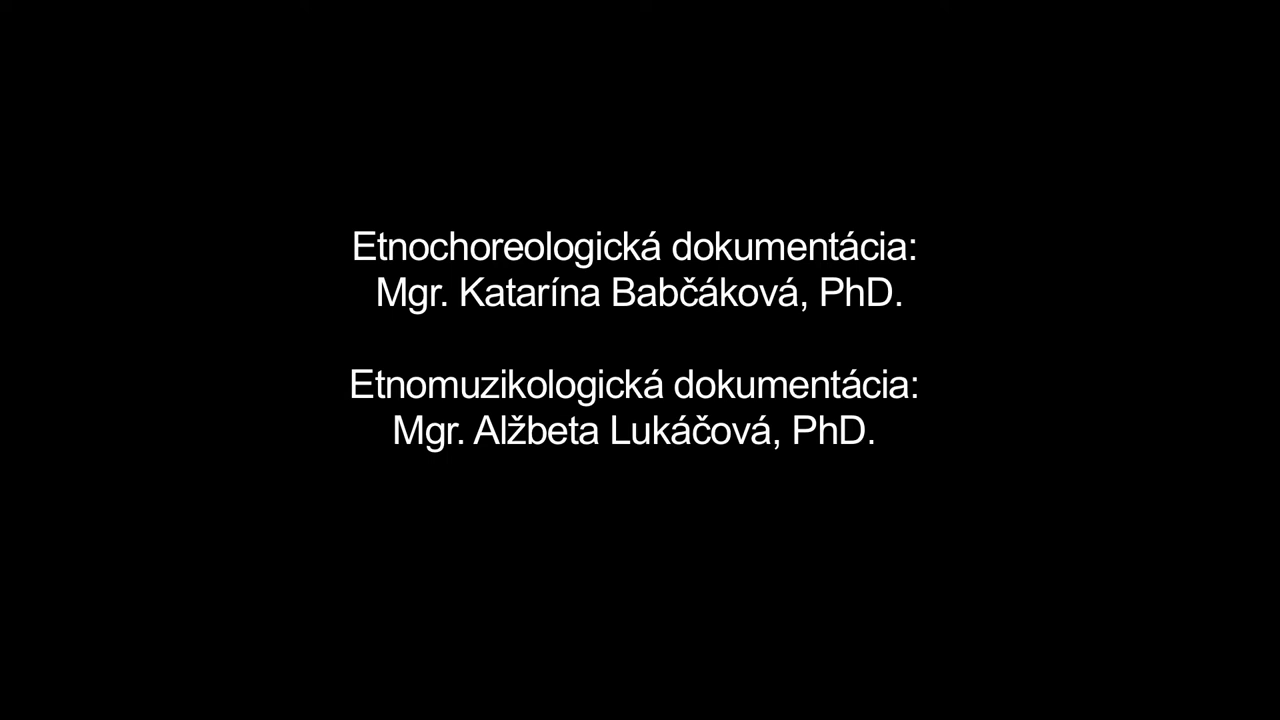 Etnochoreologická dokumentácia:
Mgr. Katarína Babčáková, PhD.
Etnomuzikologická dokumentácia:
Mgr. Alžbeta Lukáčová, PhD.